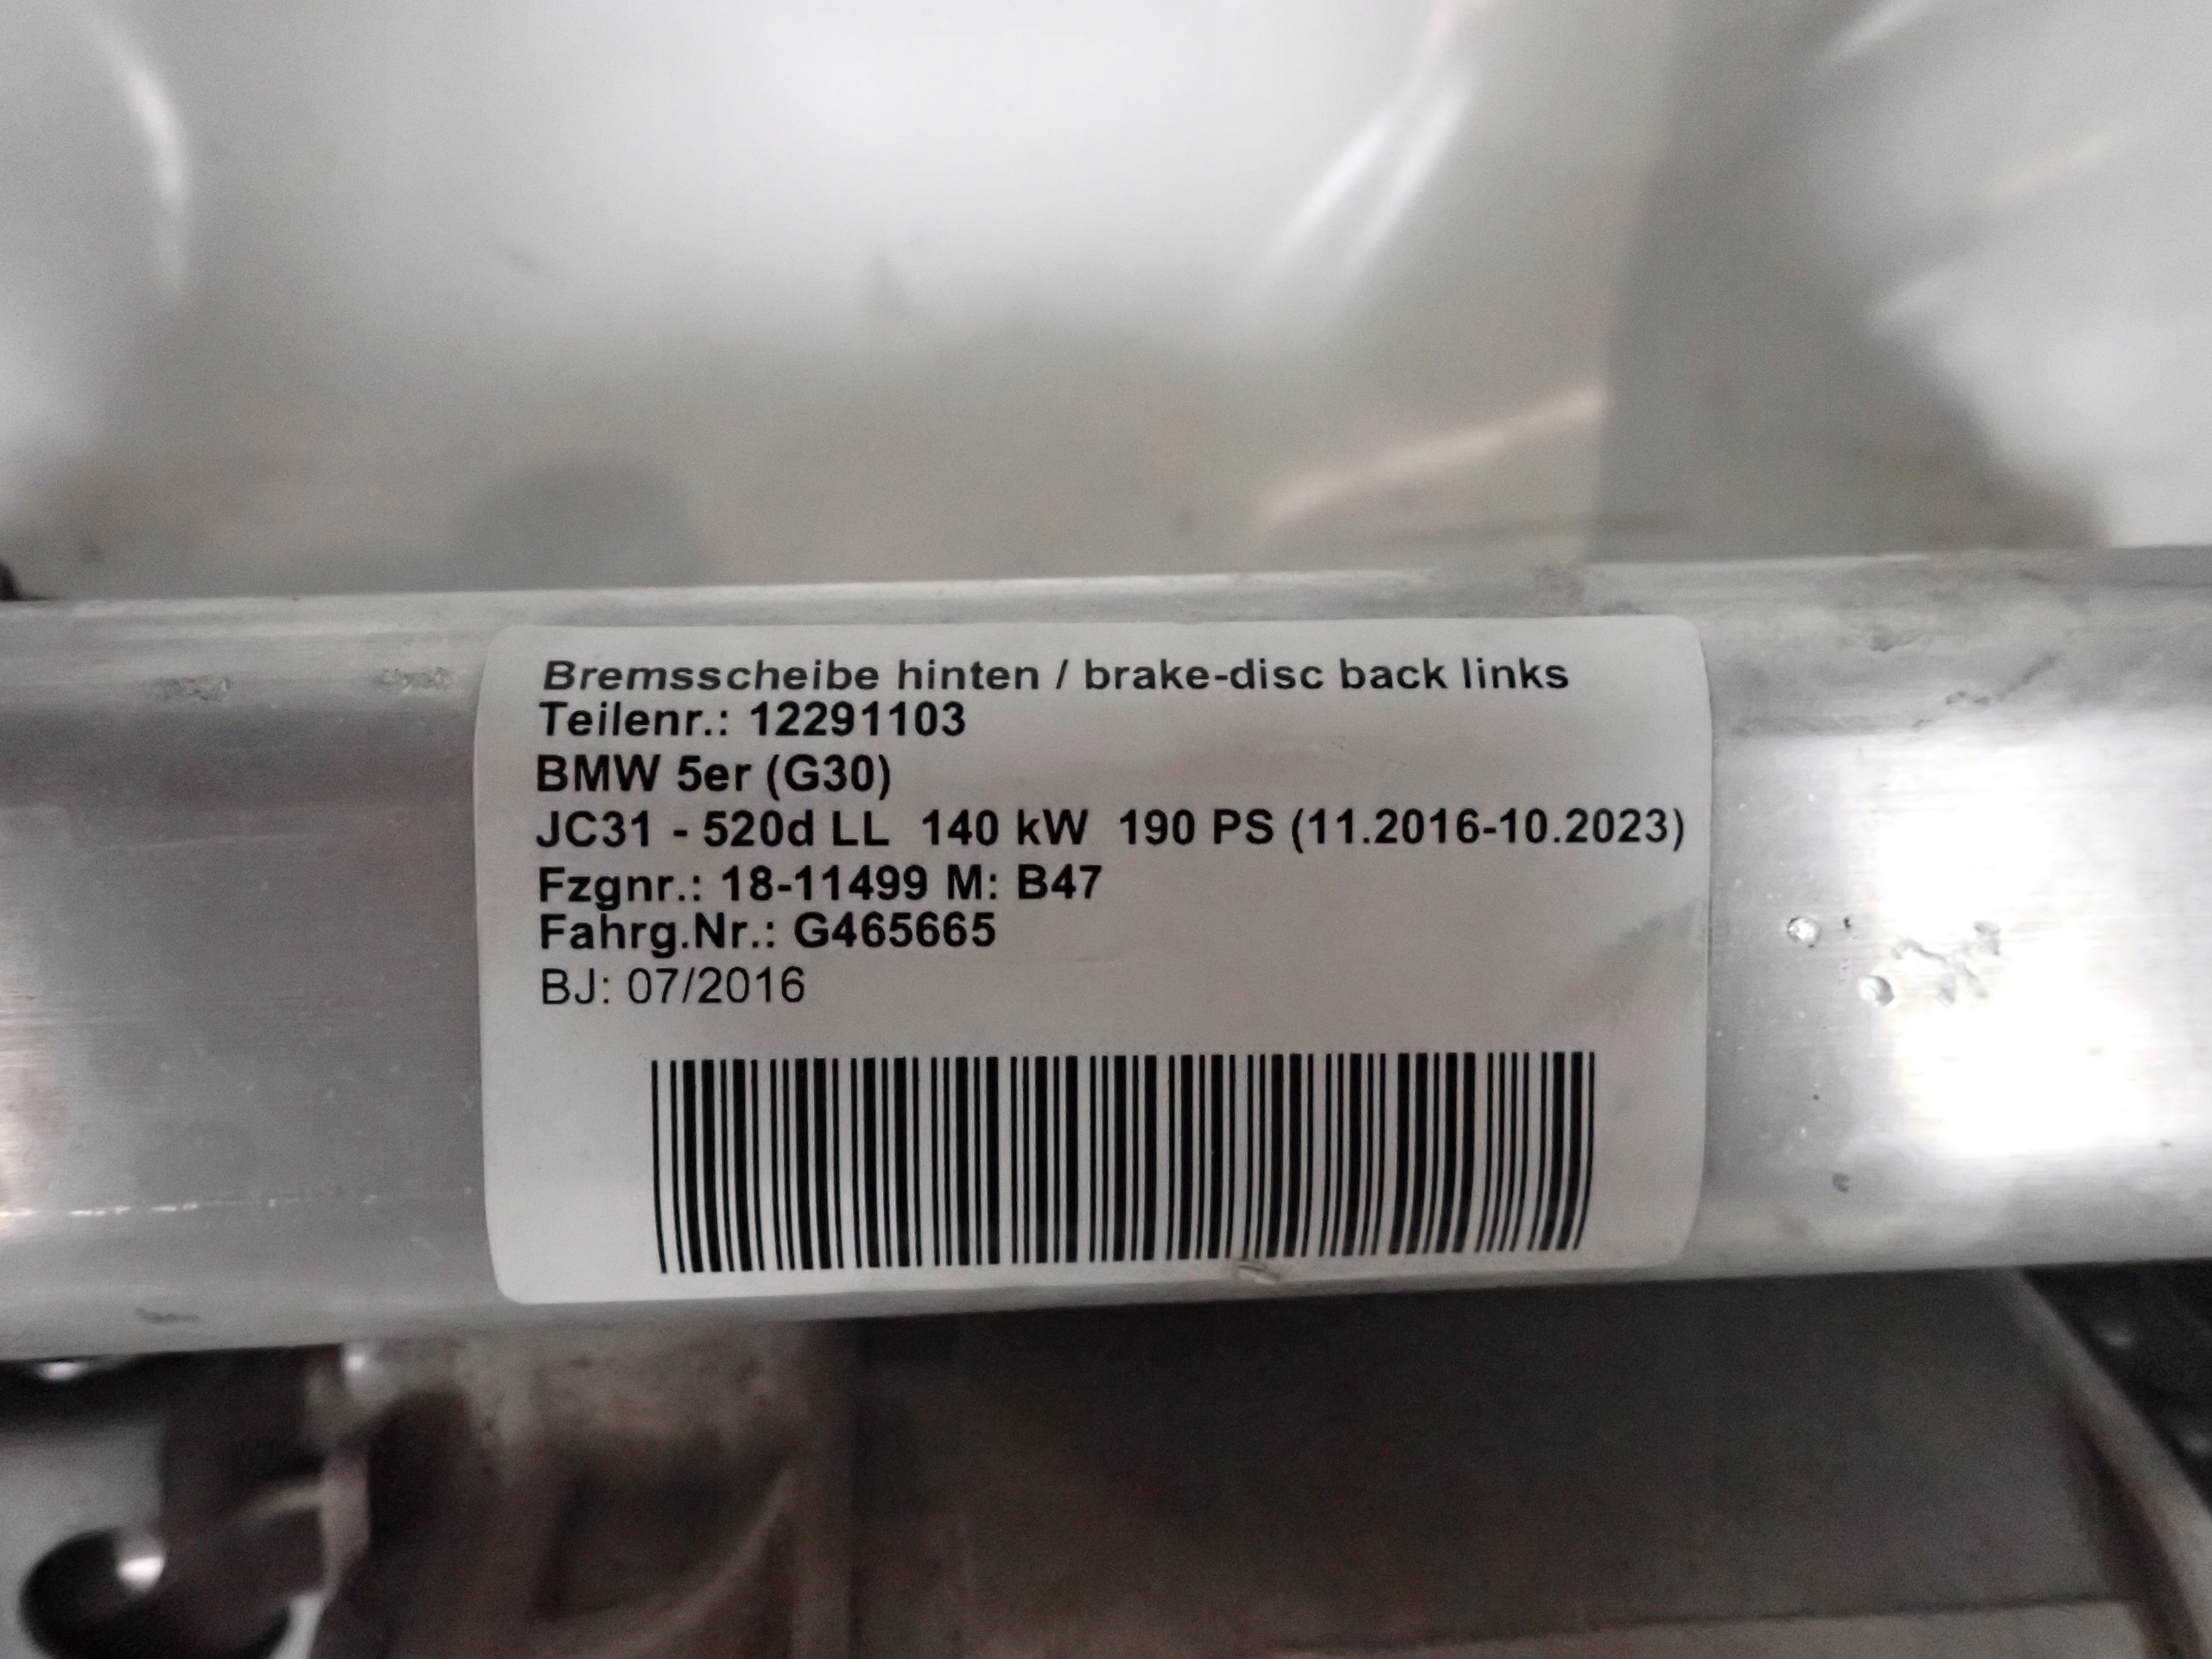 Bremsscheibe hinten / brake-disc back links
Teilenr.: 12291103
BMW 5er (G30)
JC31 - 520d LL 140 kW 190 PS (11.2016-10.2023)
Fzgnr.: 18-11499 M: B47
Fahrg.Nr.: G465665
BJ: 07/2016